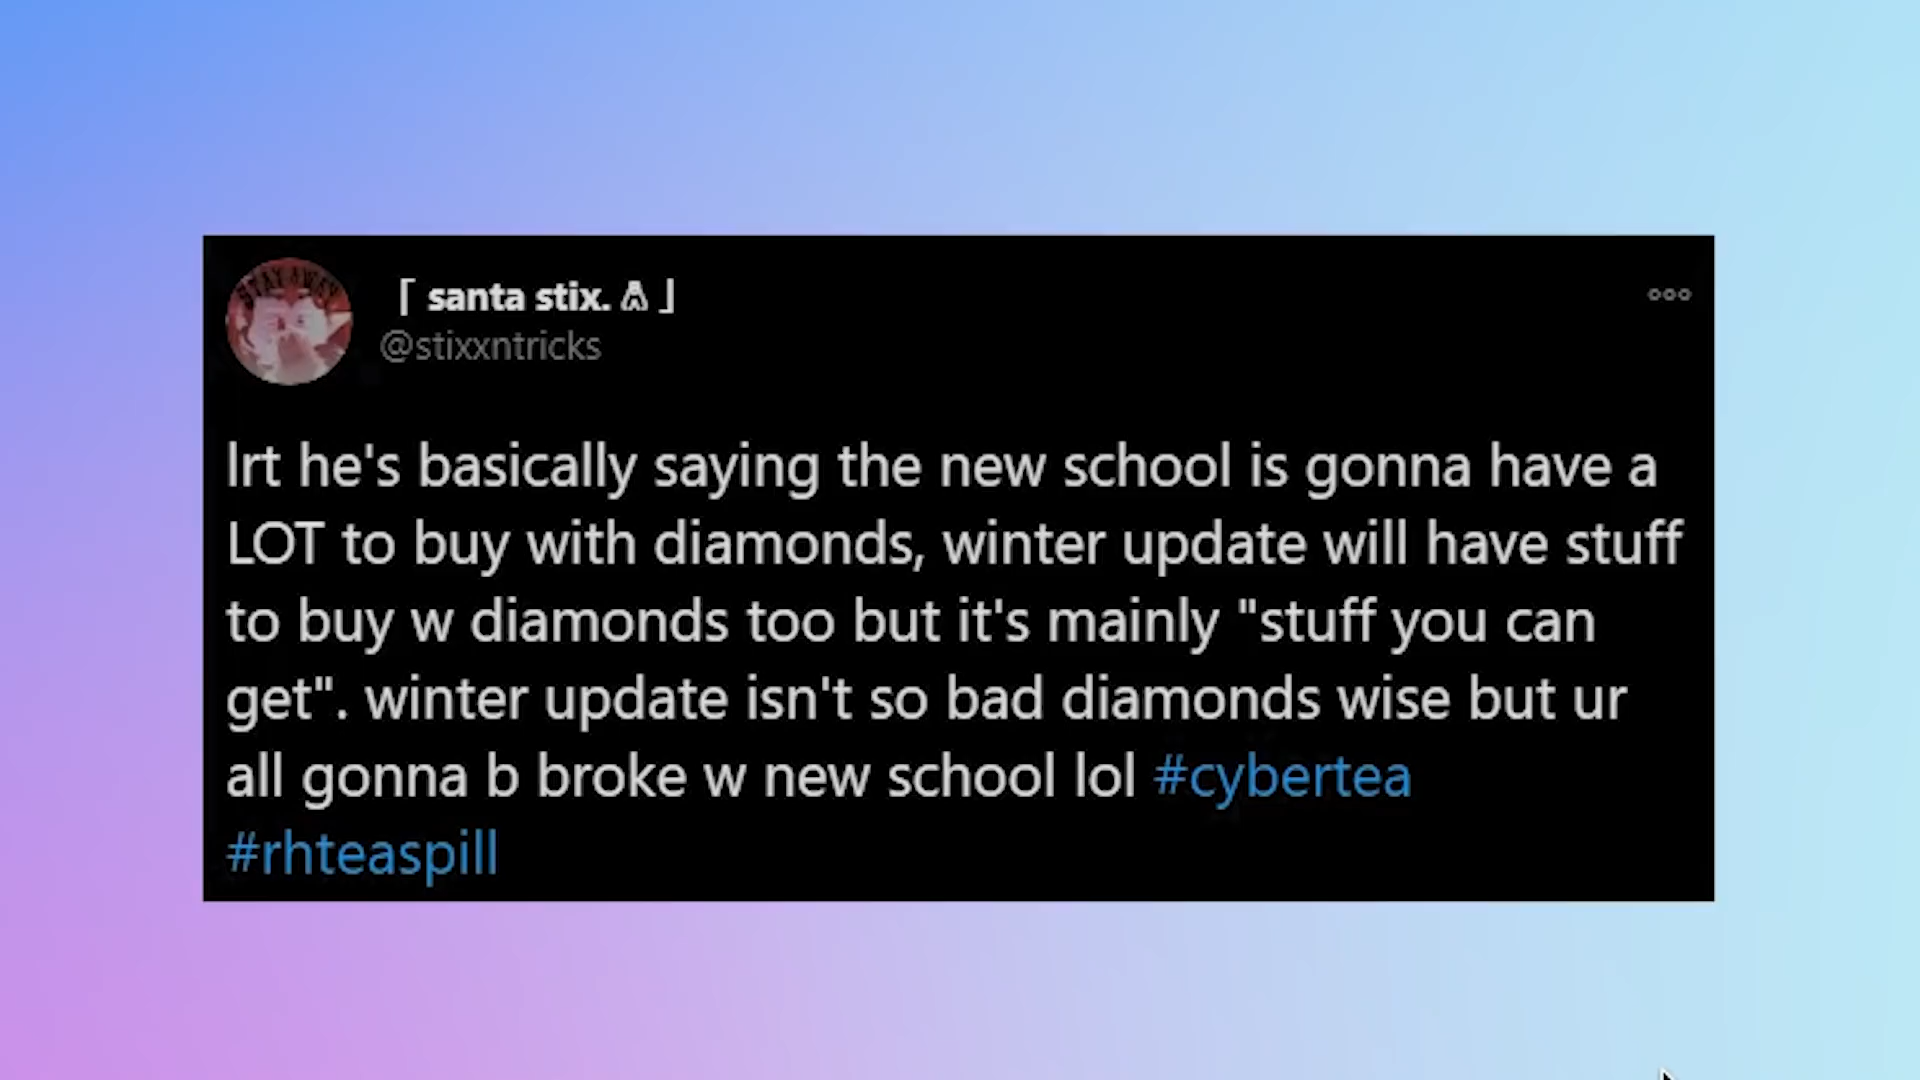 STAY AWAY
「 santa stix. 」
@stixxntricks
lrt he's basically saying the new school is gonna have a
LOT to buy with diamonds, winter update will have stuff
to buy w diamonds too but it's mainly "stuff you can
get". winter update isn't so bad diamonds wise but ur
all gonna b broke w new school lol #cybertea
#rhteaspill